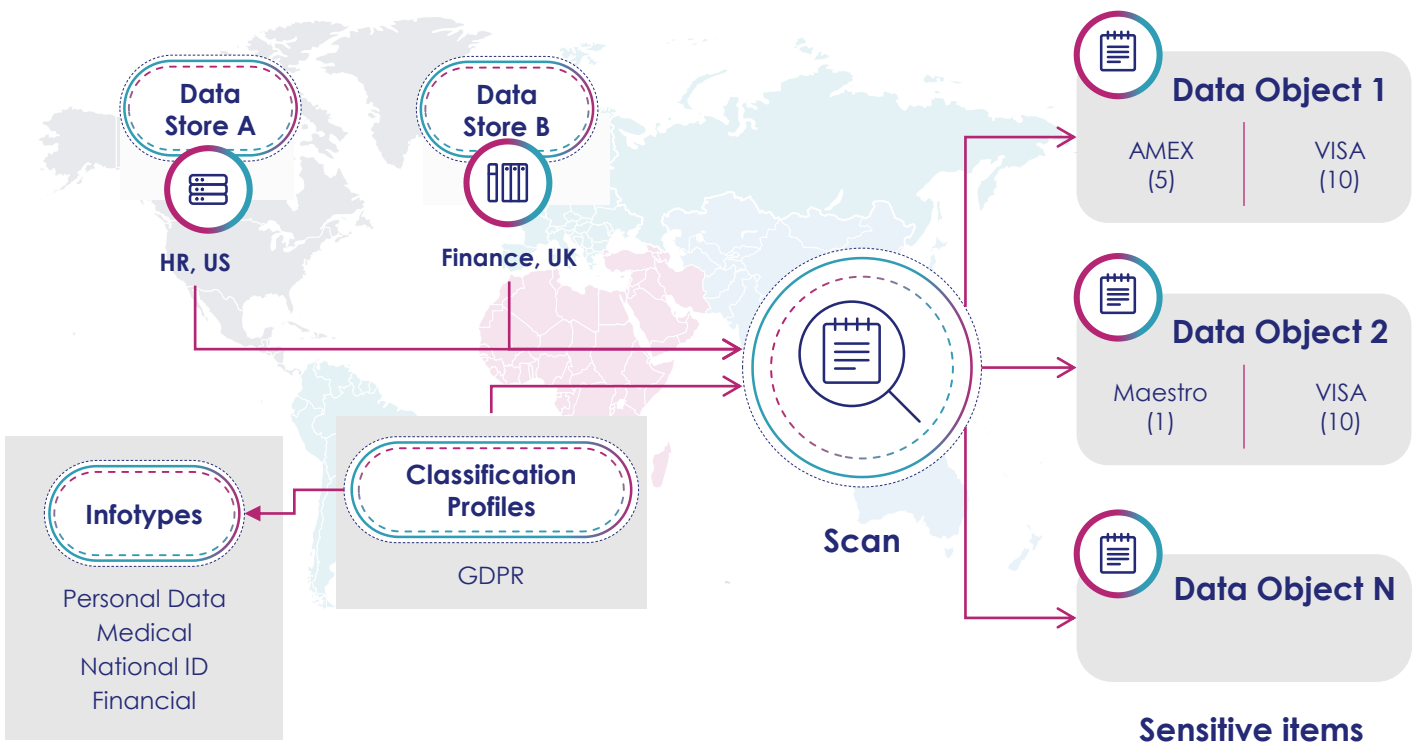 Data
Store A
HR, US
Data
Store B
Finance, UK
Classification
Profiles
GDPR
Infotypes
Personal Data
Medical
National ID
Financial
Scan
Data Object 1
AMEX
(5)
VISA
(10)
Data Object 2
Maestro
(1)
VISA
(10)
Data Object N
Sensitive items